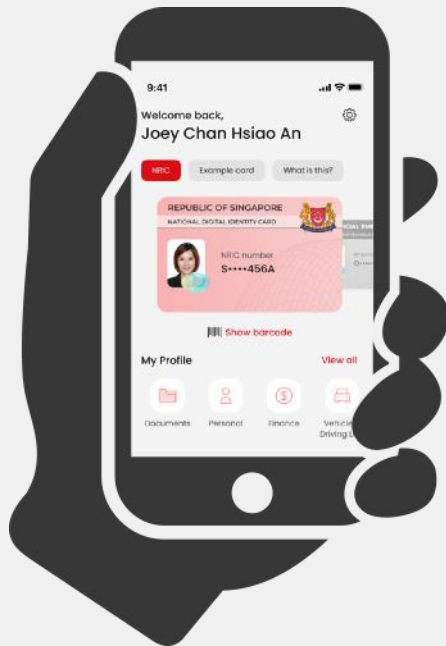 9:41
Welcome back,
Joey Chan Hsiao An
NRIC
Example card
What is this?
REPUBLIC OF SINGAPORE
NATIONAL DIGITAL IDENTITY CARD
NRIC number
S••••456A
Show barcode
My Profile
View all
Documents
Personal
Finance
Vehicle
Driving